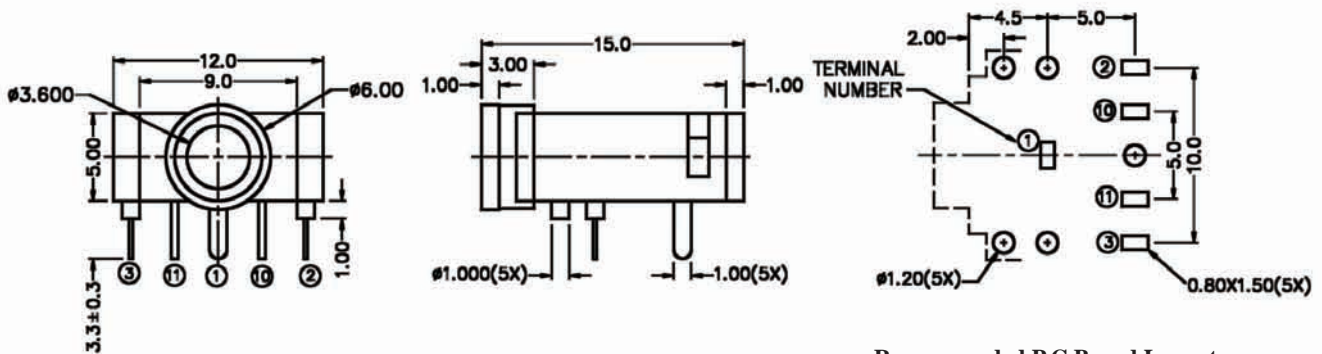 12.0
9.0
ø3.600
ø6.00
5.00
1.00
3.3±0.3
③ ⑪ ① ⑩ ②
15.0
3.00
1.00
1.00
ø1.000(5X)
1.00(5X)
4.5
5.0
2.00
TERMINAL
NUMBER
①
②
⑩
⑪
③
5.0
10.0
ø1.20(5X)
0.80X1.50(5X)